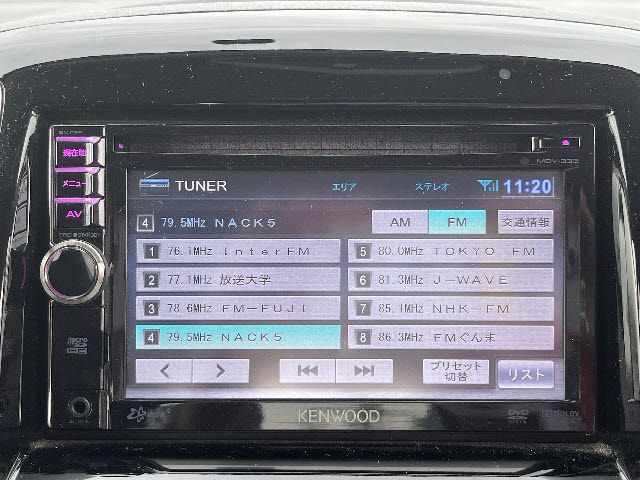 MDV-333
現在地
メニュー
AV
TUNER エリア ステレオ 11:20
4 79.5MHz NACK5 AM FM 交通情報
1 76.1MHz InterFM
5 80.0MHz TOKYO FM
2 77.1MHz 放送大学
6 81.3MHz J-WAVE
3 78.6MHz FM-FUJI
7 85.1MHz NHK-FM
4 79.5MHz NACK5
8 86.3MHz FMぐんま
プリセット
切替
リスト
KENWOOD
DVD
DOLBY